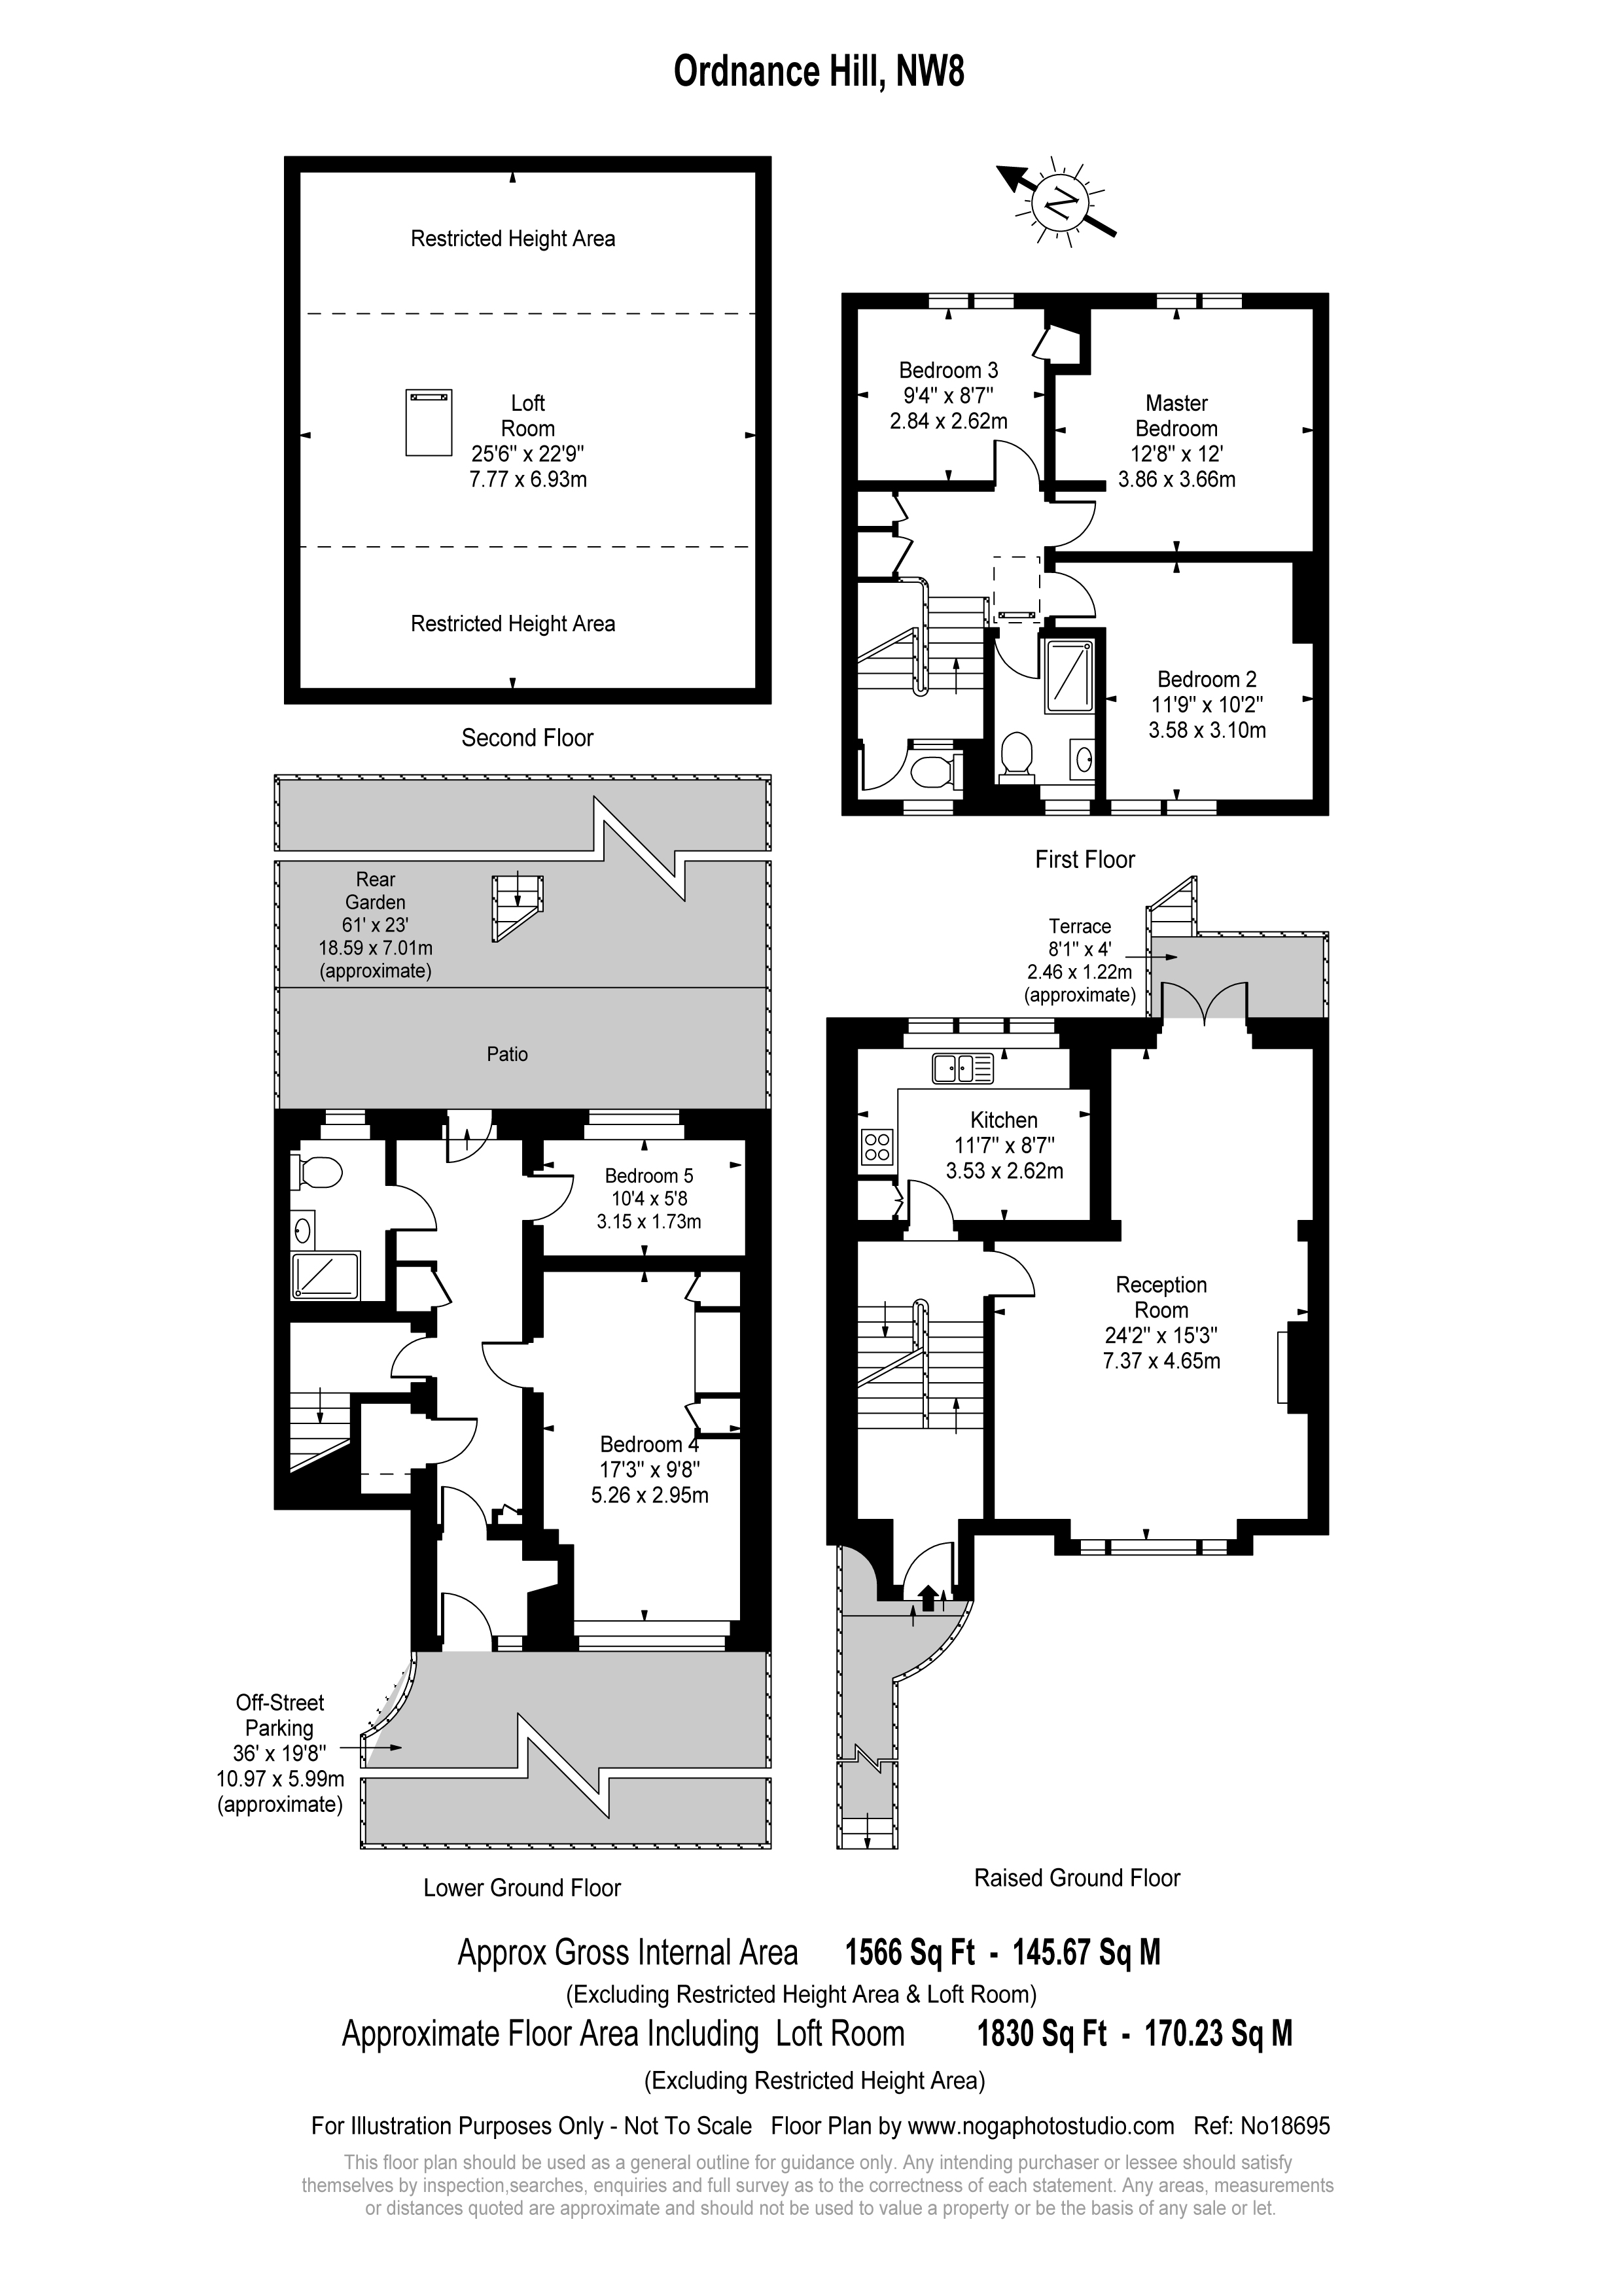 Ordnance Hill, NW8
N
Restricted Height Area
Loft
Room
25'6" x 22'9"
7.77 x 6.93m
Restricted Height Area
Second Floor
Bedroom 3
9'4" x 8'7"
2.84 x 2.62m
Master
Bedroom
12'8" x 12'
3.86 x 3.66m
Bedroom 2
11'9" x 10'2"
3.58 x 3.10m
First Floor
Rear
Garden
61' x 23'
18.59 x 7.01m
(approximate)
Patio
Bedroom 5
10'4 x 5'8
3.15 x 1.73m
Bedroom 4
17'3" x 9'8"
5.26 x 2.95m
Off-Street
Parking
36' x 19'8"
10.97 x 5.99m
(approximate)
Lower Ground Floor
Terrace
8'1" x 4'
2.46 x 1.22m
(approximate)
Kitchen
11'7" x 8'7"
3.53 x 2.62m
Reception
Room
24'2" x 15'3"
7.37 x 4.65m
Raised Ground Floor
Approx Gross Internal Area 1566 Sq Ft - 145.67 Sq M
(Excluding Restricted Height Area & Loft Room)
Approximate Floor Area Including Loft Room 1830 Sq Ft - 170.23 Sq M
(Excluding Restricted Height Area)
For Illustration Purposes Only - Not To Scale Floor Plan by www.nogaphotostudio.com Ref: No18695
This floor plan should be used as a general outline for guidance only. Any intending purchaser or lessee should satisfy
themselves by inspection,searches, enquiries and full survey as to the correctness of each statement. Any areas, measurements
or distances quoted are approximate and should not be used to value a property or be the basis of any sale or let.